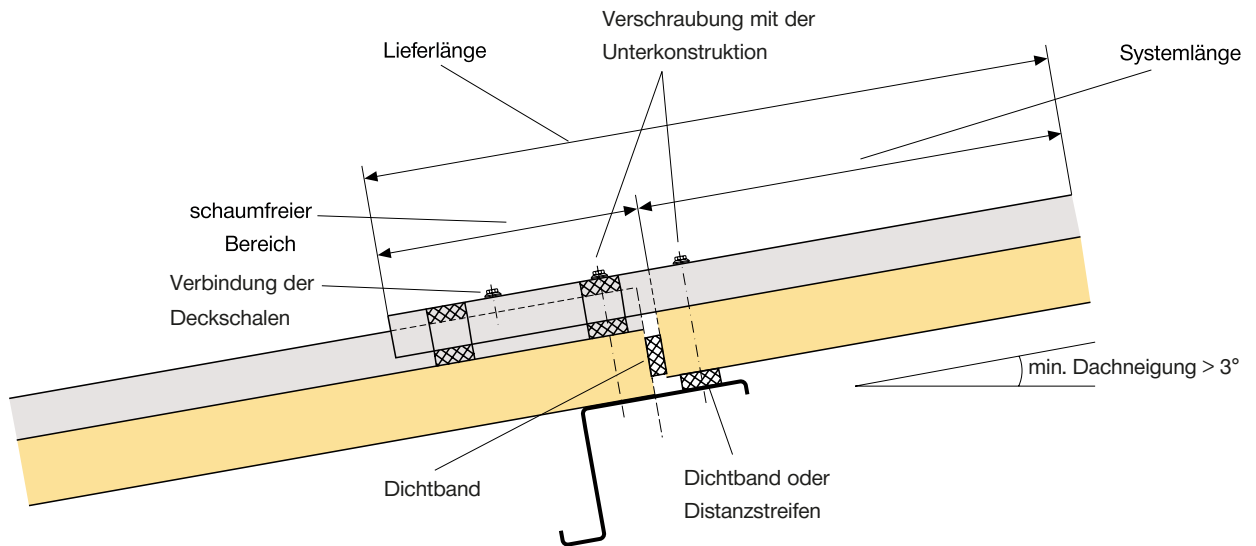 Verschraubung mit der
Unterkonstruktion
Lieferlänge
Systemlänge
schaumfreier
Bereich
Verbindung der
Deckschalen
min. Dachneigung > 3°
Dichtband
Dichtband oder
Distanzstreifen